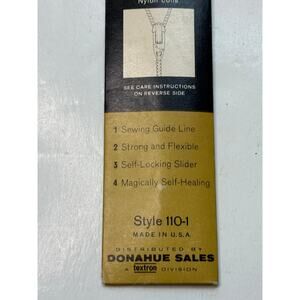 Nylon Coils
SEE CARE INSTRUCTIONS
ON REVERSE SIDE
1 Sewing Guide Line
2 Strong and Flexible
3 Self-Locking Slider
4 Magically Self-Healing
Style 110-1
MADE IN U.S.A.
DISTRIBUTED BY
DONAHUE SALES
A textron DIVISION